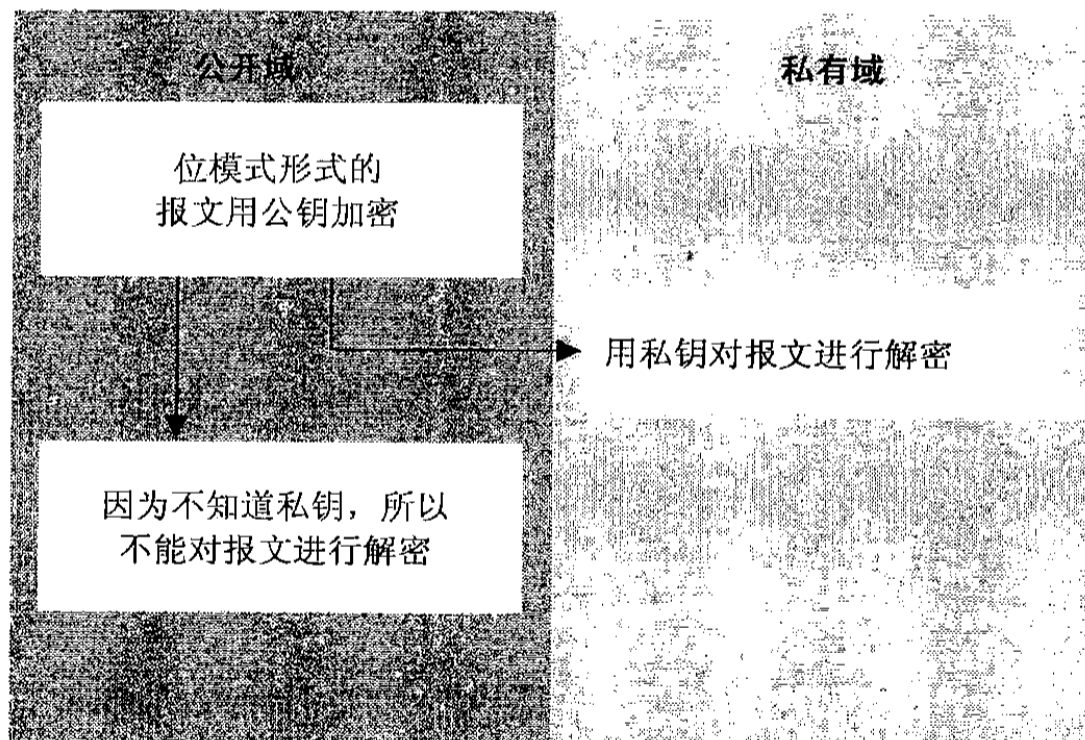 公开域
私有域
位模式形式的
报文用公钥加密
用私钥对报文进行解密
因为不知道私钥，所以
不能对报文进行解密